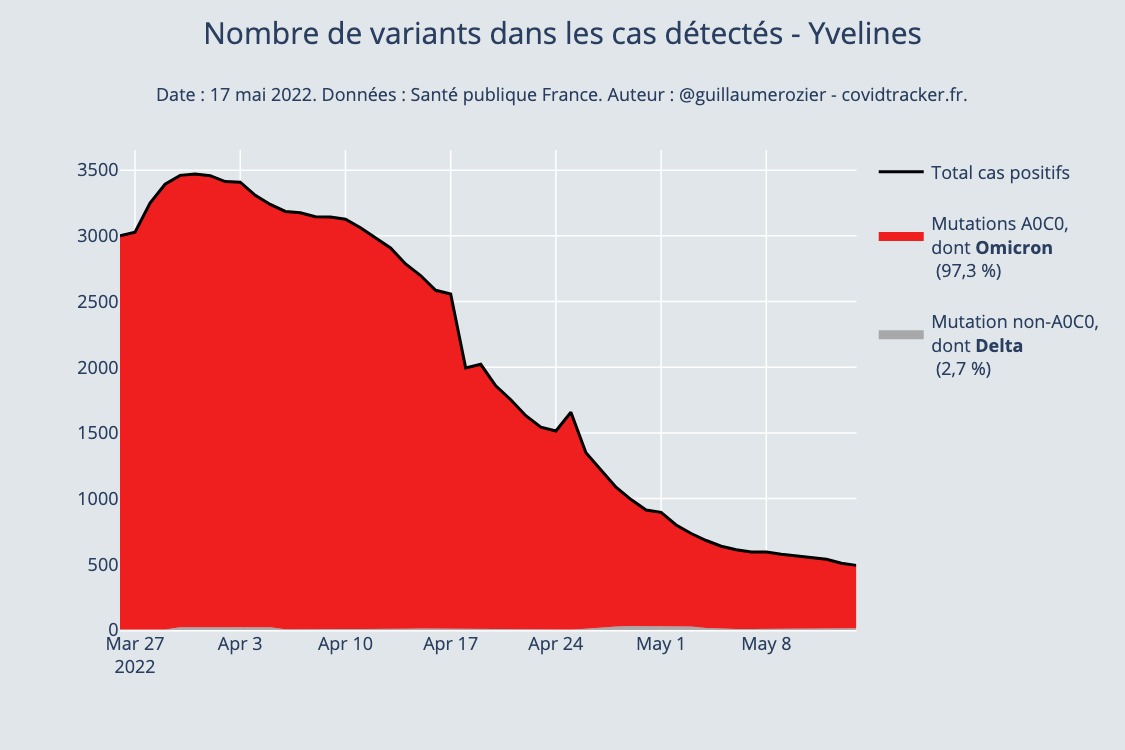 Nombre de variants dans les cas détectés - Yvelines
Date : 17 mai 2022. Données : Santé publique France. Auteur : @guillaumerozier - covidtracker.fr.
3500
3000
2500
2000
1500
1000
500
0
Mar 27
2022
Apr 3
Apr 10
Apr 17
Apr 24
May 1
May 8
Total cas positifs
Mutations A0C0,
dont Omicron
(97,3 %)
Mutation non-A0C0,
dont Delta
(2,7 %)